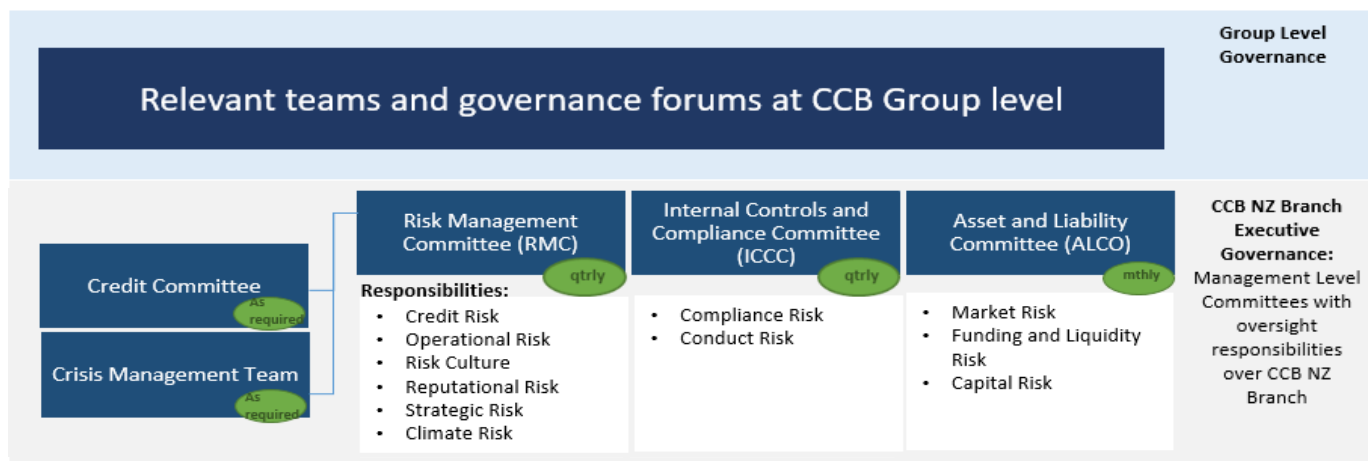 Group Level
Governance
Relevant teams and governance forums at CCB Group level
Credit Committee
As
required
Crisis Management Team
As
required
Risk Management
Committee (RMC)
qtrly
Responsibilities:
• Credit Risk
• Operational Risk
• Risk Culture
• Reputational Risk
• Strategic Risk
• Climate Risk
Internal Controls and
Compliance Committee
(ICCC)
qtrly
• Compliance Risk
• Conduct Risk
Asset and Liability
Committee (ALCO)
mthly
• Market Risk
• Funding and Liquidity
Risk
• Capital Risk
CCB NZ Branch
Executive
Governance:
Management Level
Committees with
oversight
responsibilities
over CCB NZ
Branch